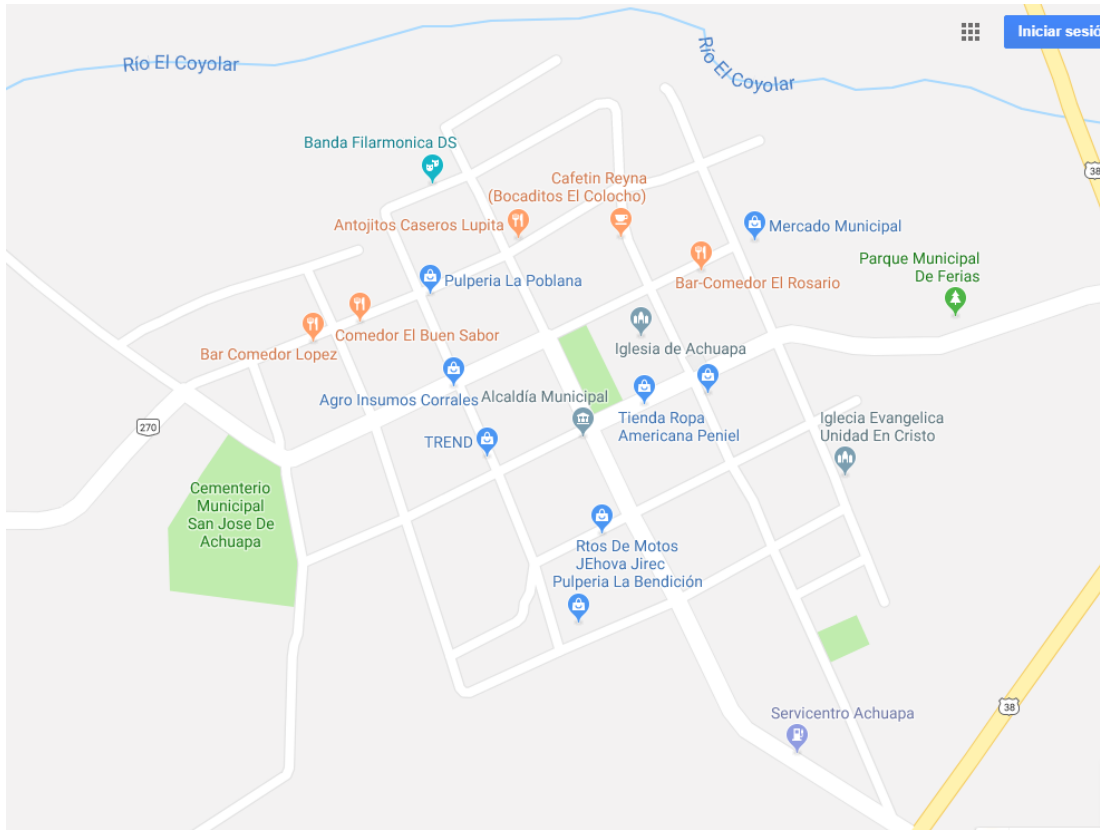 Iniciar sesió
Río El Coyolar
Río El Coyolar
Banda Filarmonica DS
38
Cafetin Reyna
(Bocaditos El Colocho)
Antojitos Caseros Lupita
Mercado Municipal
Parque Municipal
De Ferias
Pulperia La Poblana
Bar-Comedor El Rosario
Comedor El Buen Sabor
Bar Comedor Lopez
Iglesia de Achuapa
Agro Insumos Corrales
Alcaldía Municipal
Tienda Ropa
Americana Peniel
Iglecia Evangelica
Unidad En Cristo
270
TREND
Cementerio
Municipal
San Jose De
Achuapa
Rtos De Motos
JEhova Jirec
Pulperia La Bendición
38
Servicentro Achuapa